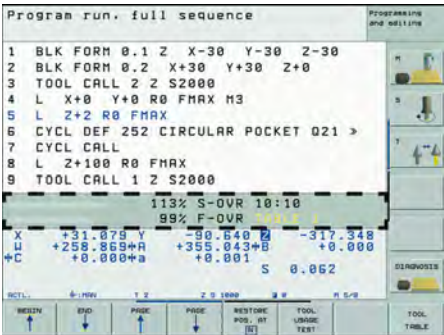 Program run, full sequence
Programming and editing
1 BLK FORM 0.1 Z X-30 Y-30 Z-30
2 BLK FORM 0.2 X+30 Y+30 Z+0
3 TOOL CALL 2 Z S2000
4 L X+0 Y+0 R0 FMAX M3
5 L Z+2 R0 FMAX
6 CYCL DEF 252 CIRCULAR POCKET Q21 »
7 CYCL CALL
8 L Z+100 R0 FMAX
9 TOOL CALL 1 Z S2000
M
S
T
113% S-OVR 10:10
99% F-OVR
X +31.079 Y -90.640 Z -317.348
W +258.869 A +355.043 B +0.000
C +0.000 a +0.001
S 0.062
DIAGNOSIS
ACTL. T 2 Z S 1000 M 5/9
BEGIN
END
PAGE
PAGE
RESTORE POS. AT N
TOOL USAGE TEST
TOOL TABLE